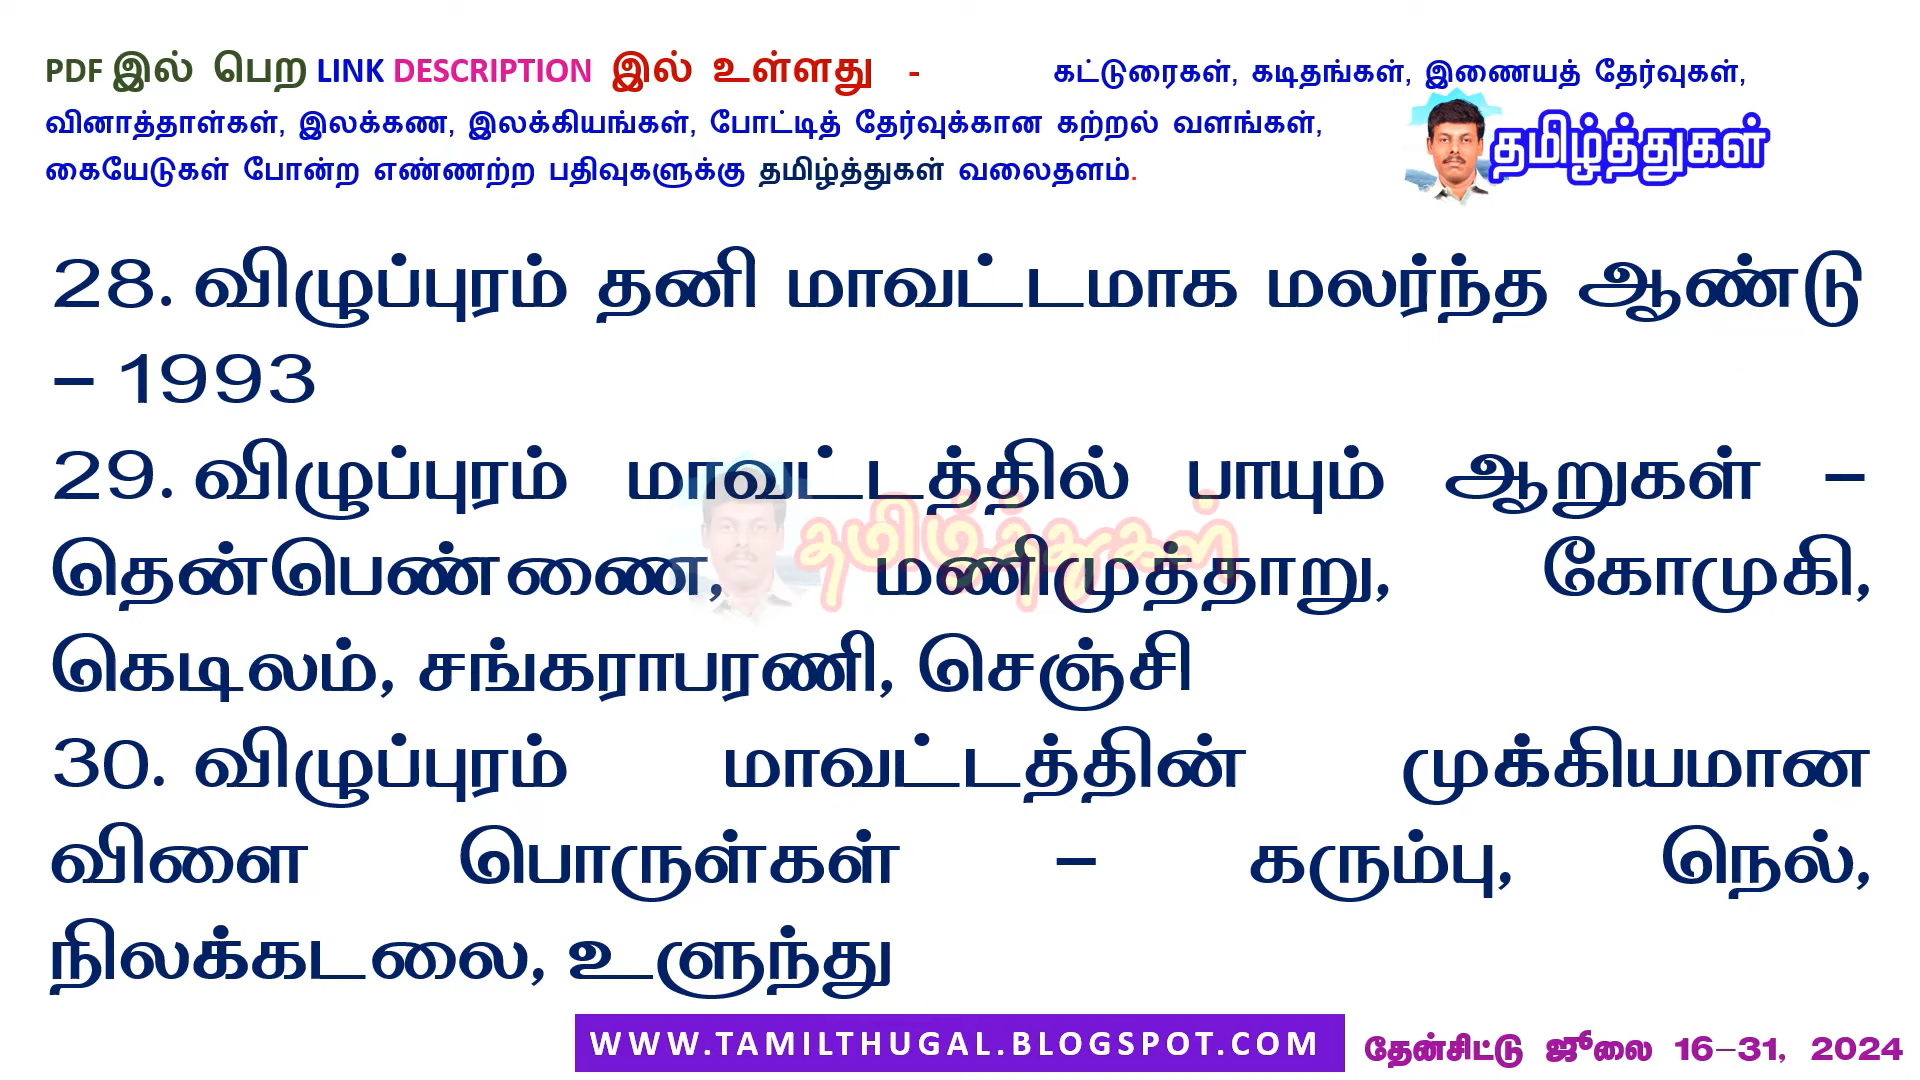 PDF இல் பெற LINK DESCRIPTION இல் உள்ளது - கட்டுரைகள், கடிதங்கள், இணையத் தேர்வுகள்,
வினாத்தாள்கள், இலக்கண, இலக்கியங்கள், போட்டித் தேர்வுக்கான கற்றல் வளங்கள்,
கையேடுகள் போன்ற எண்ணற்ற பதிவுகளுக்கு தமிழ்த்துகள் வலைதளம்.
தமிழ்த்துகள்
28. விழுப்புரம் தனி மாவட்டமாக மலர்ந்த ஆண்டு
– 1993
29. விழுப்புரம் மாவட்டத்தில் பாயும் ஆறுகள் –
தென்பெண்ணை, மணிமுத்தாறு, கோமுகி,
கெடிலம், சங்கராபரணி, செஞ்சி
தமிழ்த்துகள்
30. விழுப்புரம் மாவட்டத்தின் முக்கியமான
விளை பொருள்கள் – கரும்பு, நெல்,
நிலக்கடலை, உளுந்து
WWW.TAMILTHUGAL.BLOGSPOT.COM
தேன்சிட்டு ஜூலை 16–31, 2024